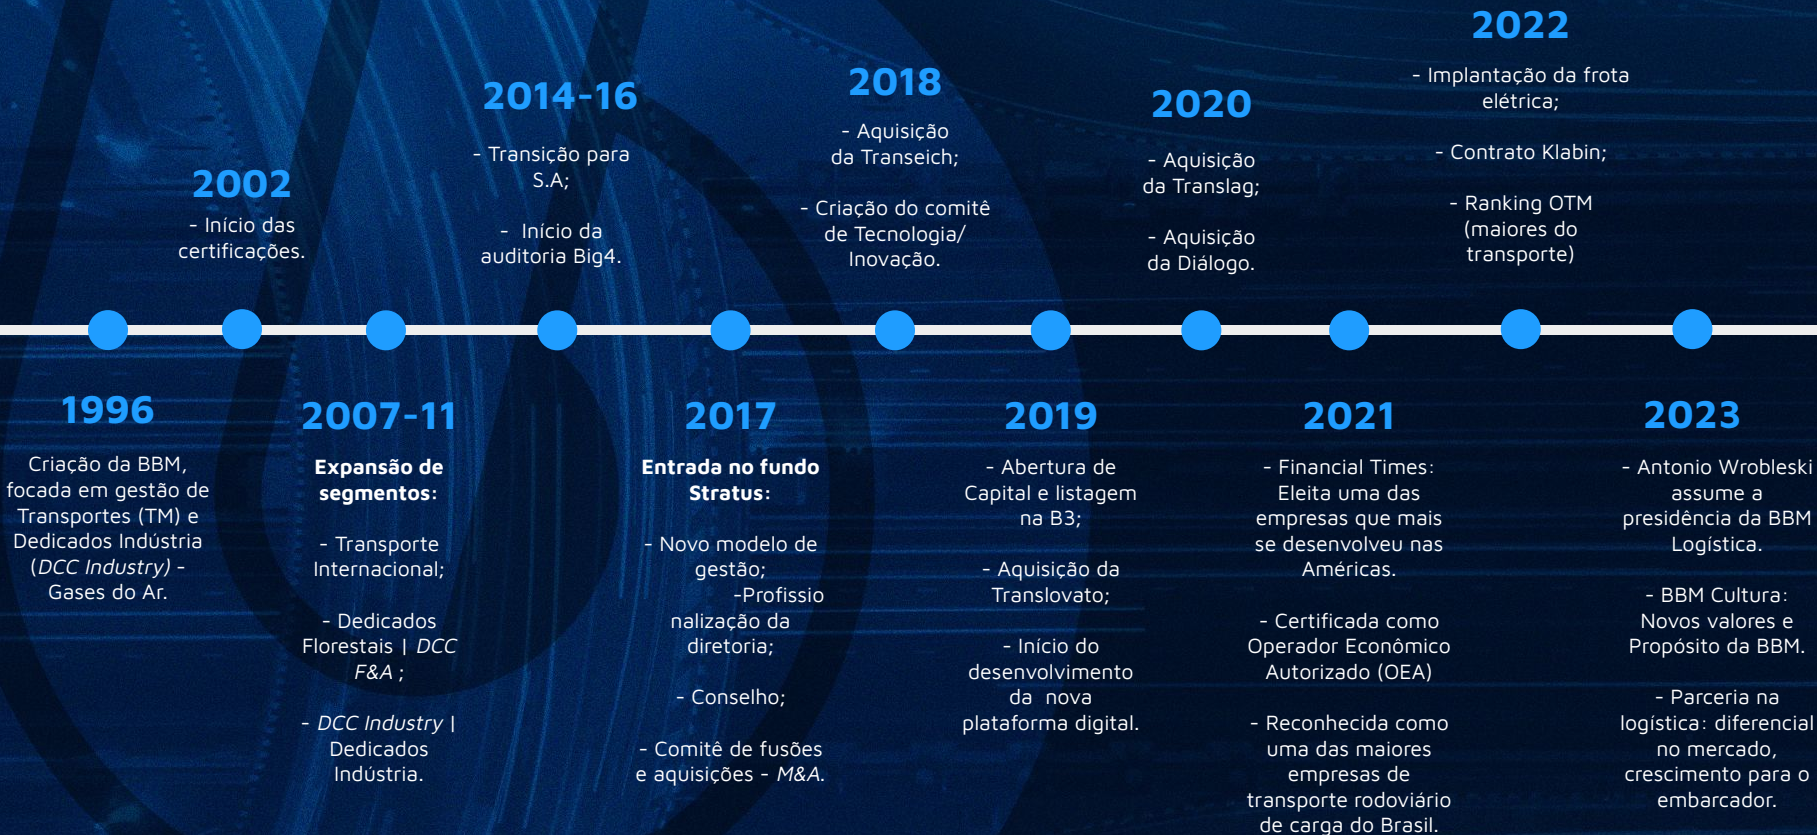 1996
Criação da BBM,
focada em gestão de
Transportes (TM) e
Dedicados Indústria
(DCC Industry) -
Gases do Ar.
2002
- Início das
certificações.
2007-11
Expansão de
segmentos:
- Transporte
Internacional;
- Dedicados
Florestais | DCC
F&A ;
- DCC Industry |
Dedicados
Indústria.
2014-16
- Transição para
S.A;
- Início da
auditoria Big4.
2017
Entrada no fundo
Stratus:
- Novo modelo de
gestão;
-Profissio
nalização da
diretoria;
- Conselho;
- Comitê de fusões
e aquisições - M&A.
2018
- Aquisição
da Transeich;
- Criação do comitê
de Tecnologia/
Inovação.
2019
- Abertura de
Capital e listagem
na B3;
- Aquisição da
Translovato;
- Início do
desenvolvimento
da nova
plataforma digital.
2020
- Aquisição
da Translag;
- Aquisição
da Diálogo.
2021
- Financial Times:
Eleita uma das
empresas que mais
se desenvolveu nas
Américas.
- Certificada como
Operador Econômico
Autorizado (OEA)
- Reconhecida como
uma das maiores
empresas de
transporte rodoviário
de carga do Brasil.
2022
- Implantação da frota
elétrica;
- Contrato Klabin;
- Ranking OTM
(maiores do
transporte)
2023
- Antonio Wrobleski
assume a
presidência da BBM
Logística.
- BBM Cultura:
Novos valores e
Propósito da BBM.
- Parceria na
logística: diferencial
no mercado,
crescimento para o
embarcador.